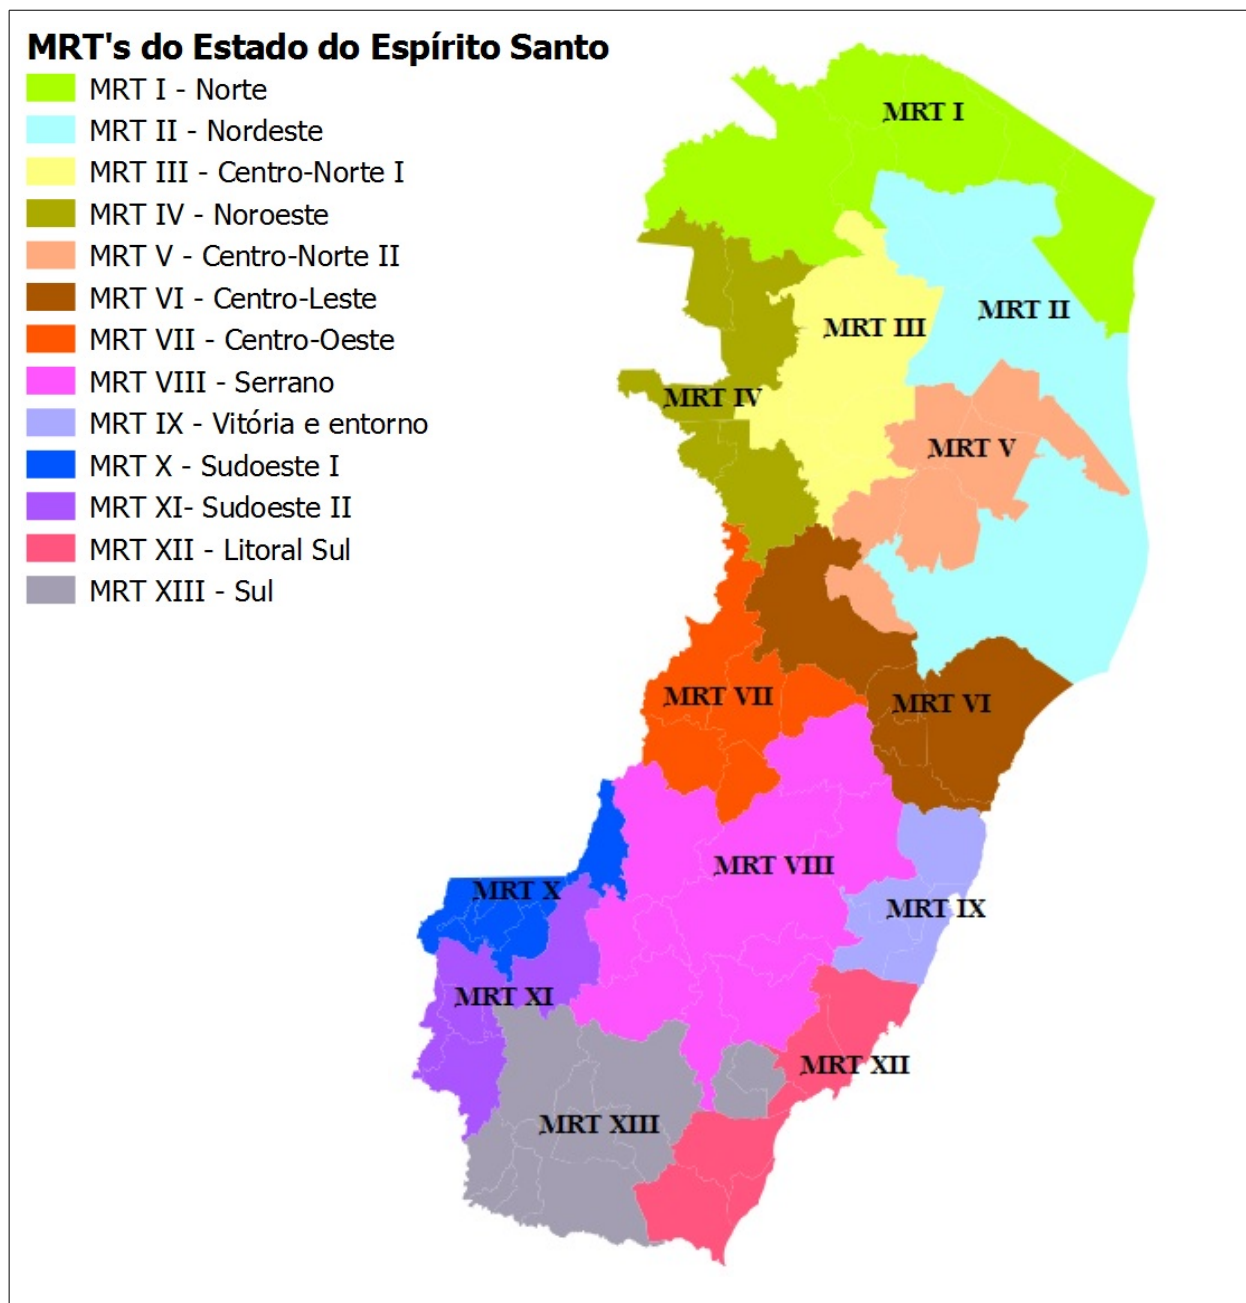 MRT's do Estado do Espírito Santo
MRT I - Norte
MRT II - Nordeste
MRT III - Centro-Norte I
MRT IV - Noroeste
MRT V - Centro-Norte II
MRT VI - Centro-Leste
MRT VII - Centro-Oeste
MRT VIII - Serrano
MRT IX - Vitória e entorno
MRT X - Sudoeste I
MRT XI- Sudoeste II
MRT XII - Litoral Sul
MRT XIII - Sul
MRT I
MRT II
MRT III
MRT IV
MRT V
MRT VII
MRT VI
MRT VIII
MRT X
MRT IX
MRT XI
MRT XII
MRT XIII